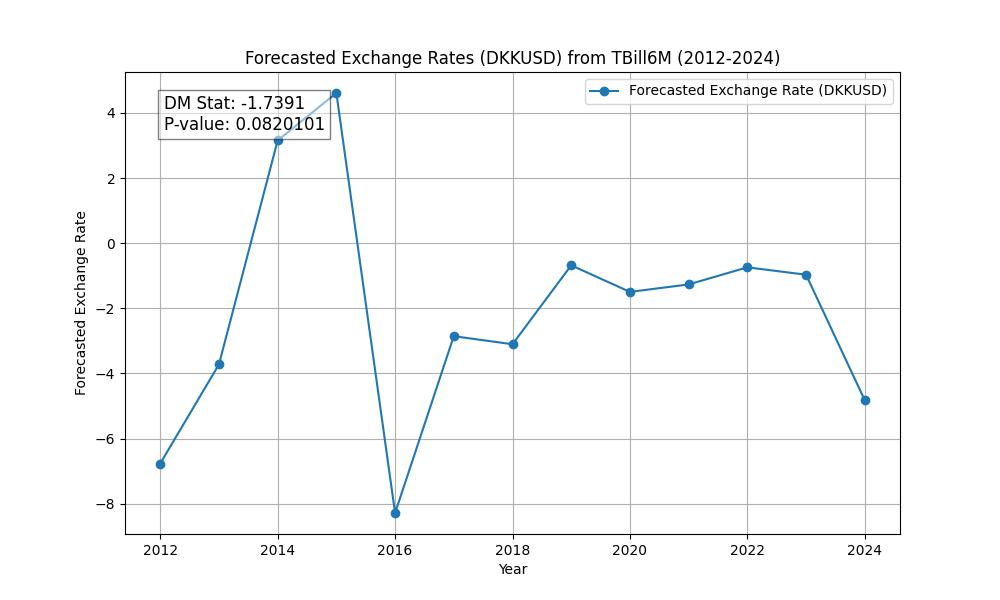 Forecasted Exchange Rates (DKKUSD) from TBill6M (2012-2024)
DM Stat: -1.7391
P-value: 0.0820101
Forecasted Exchange Rate (DKKUSD)
4
2
0
−2
−4
−6
−8
Forecasted Exchange Rate
2012 2014 2016 2018 2020 2022 2024
Year